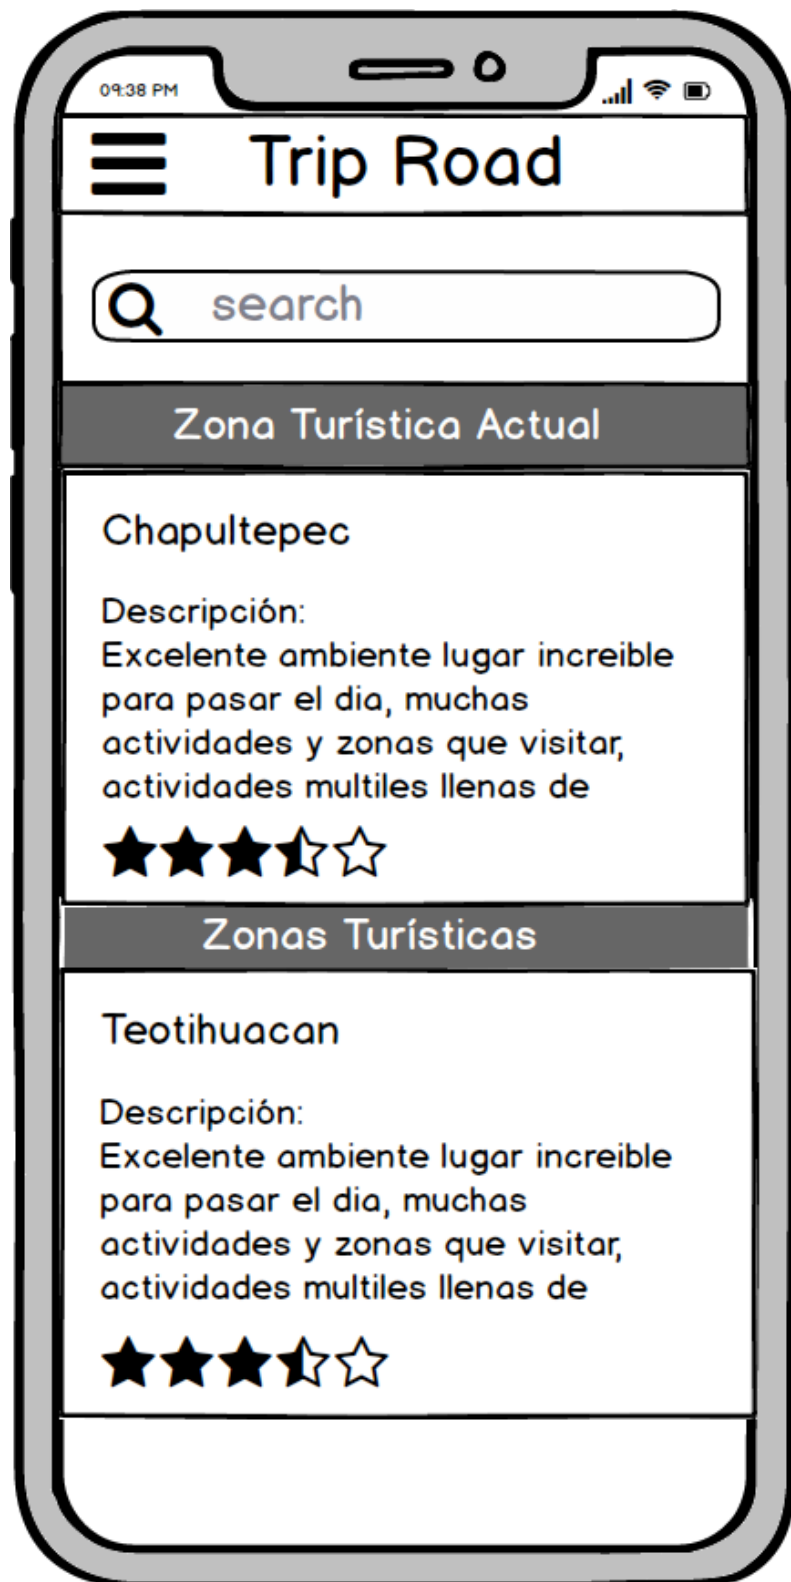 09:38 PM
Trip Road
search
Zona Turística Actual
Chapultepec
Descripción:
Excelente ambiente lugar increible
para pasar el dia, muchas
actividades y zonas que visitar,
actividades multiles llenas de
Zonas Turísticas
Teotihuacan
Descripción:
Excelente ambiente lugar increible
para pasar el dia, muchas
actividades y zonas que visitar,
actividades multiles llenas de